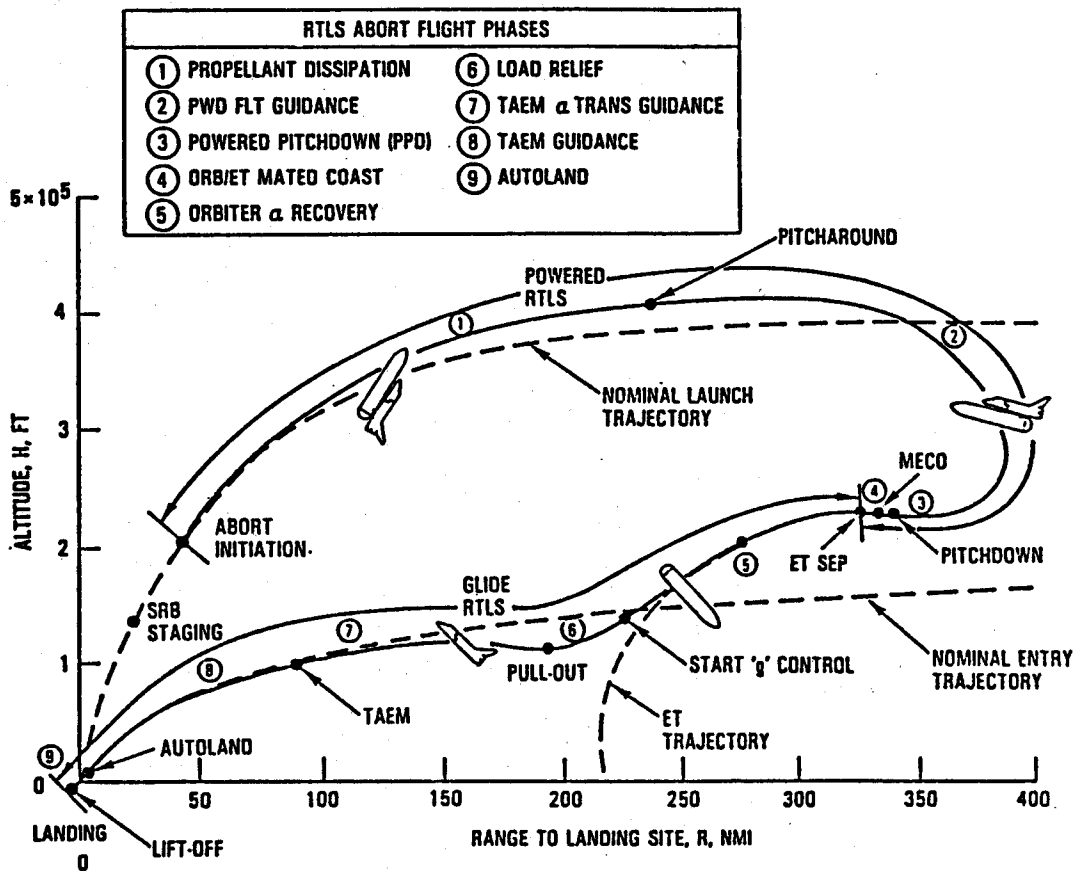 RTLS ABORT FLIGHT PHASES
① PROPELLANT DISSIPATION
② PWD FLT GUIDANCE
③ POWERED PITCHDOWN (PPD)
④ ORB/ET MATED COAST
⑤ ORBITER α RECOVERY
⑥ LOAD RELIEF
⑦ TAEM α TRANS GUIDANCE
⑧ TAEM GUIDANCE
⑨ AUTOLAND
5×10⁵
4
3
2
1
0
ALTITUDE, H, FT
PITCHAROUND
POWERED
RTLS
①
②
NOMINAL LAUNCH
TRAJECTORY
MECO
④
③
ABORT
INITIATION
ET SEP
PITCHDOWN
⑤
SRB
STAGING
GLIDE
RTLS
⑦
⑥
⑧
PULL-OUT
START 'g' CONTROL
NOMINAL ENTRY
TRAJECTORY
TAEM
ET
TRAJECTORY
⑨
AUTOLAND
50
100
150
200
250
300
350
400
LANDING
0
LIFT-OFF
RANGE TO LANDING SITE, R, NMI